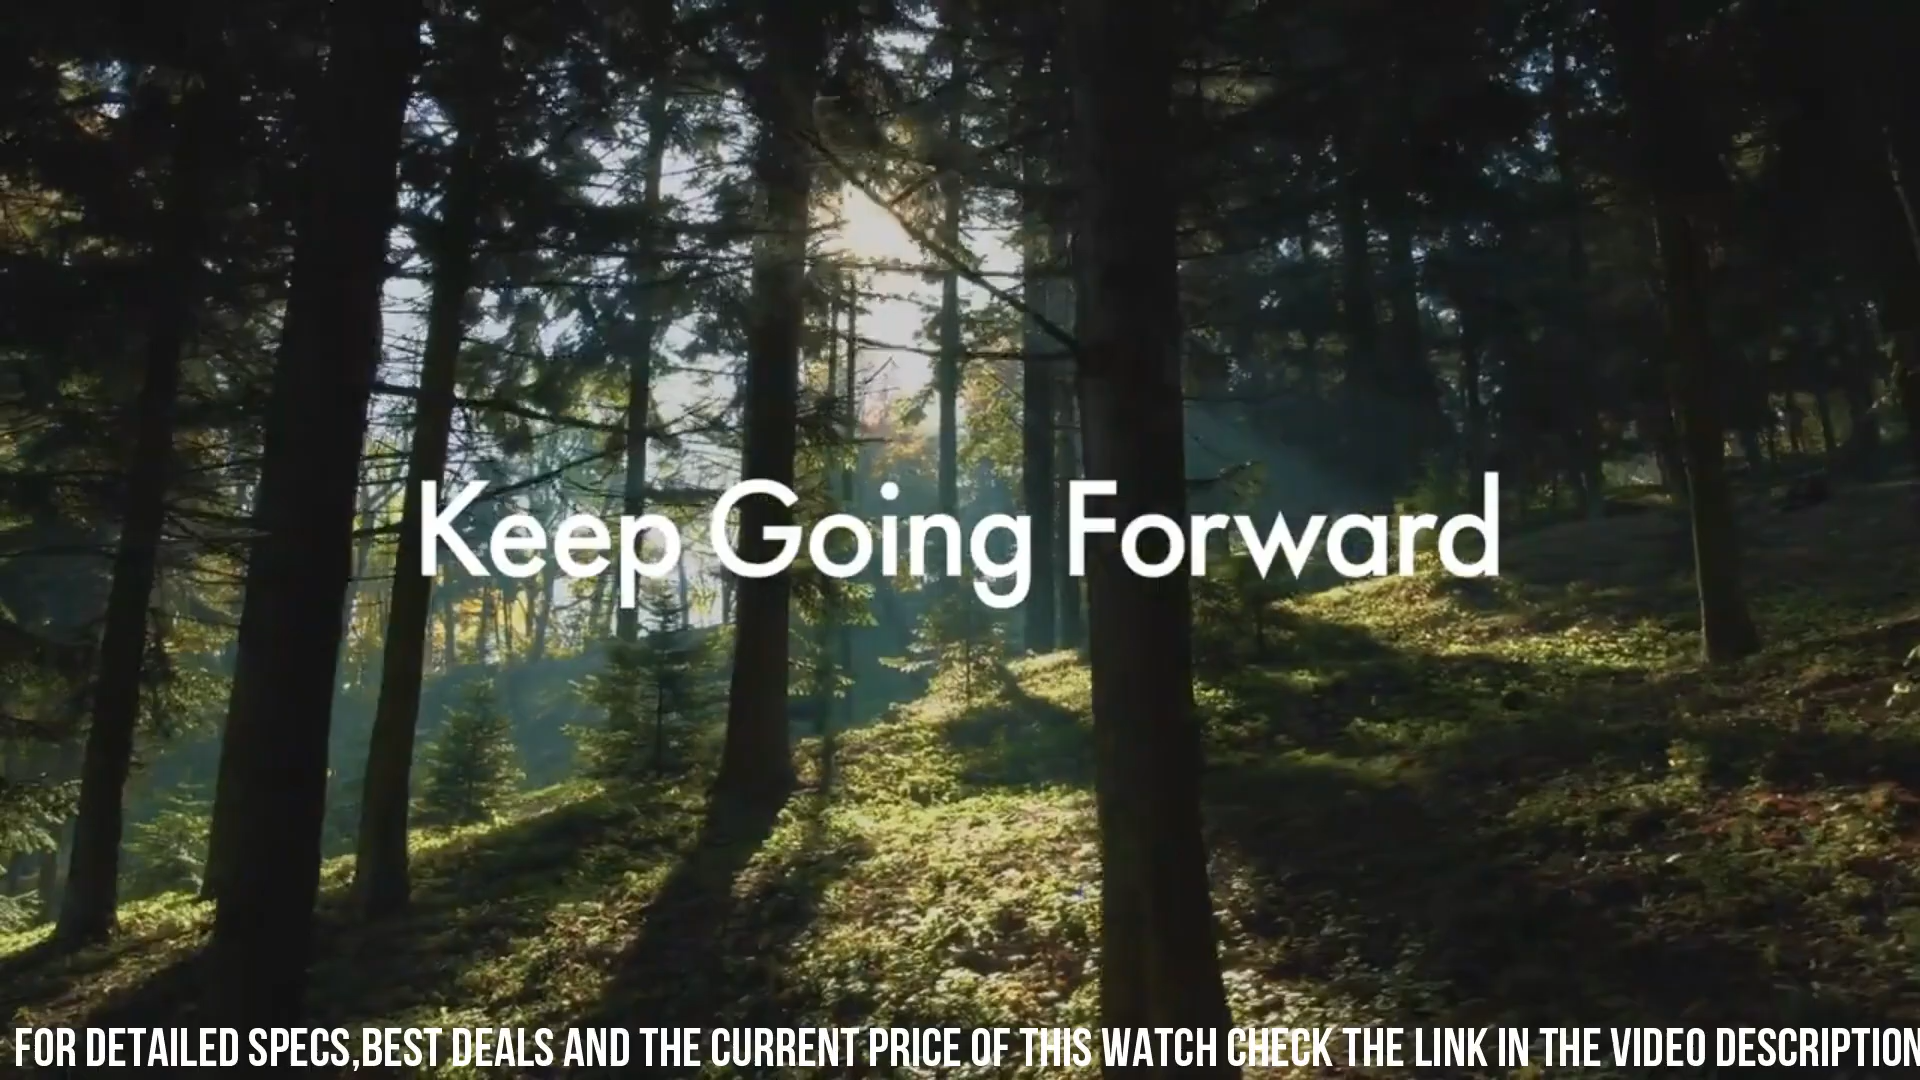 Keep Going Forward
FOR DETAILED SPECS,BEST DEALS AND THE CURRENT PRICE OF THIS WATCH CHECK THE LINK IN THE VIDEO DESCRIPTION